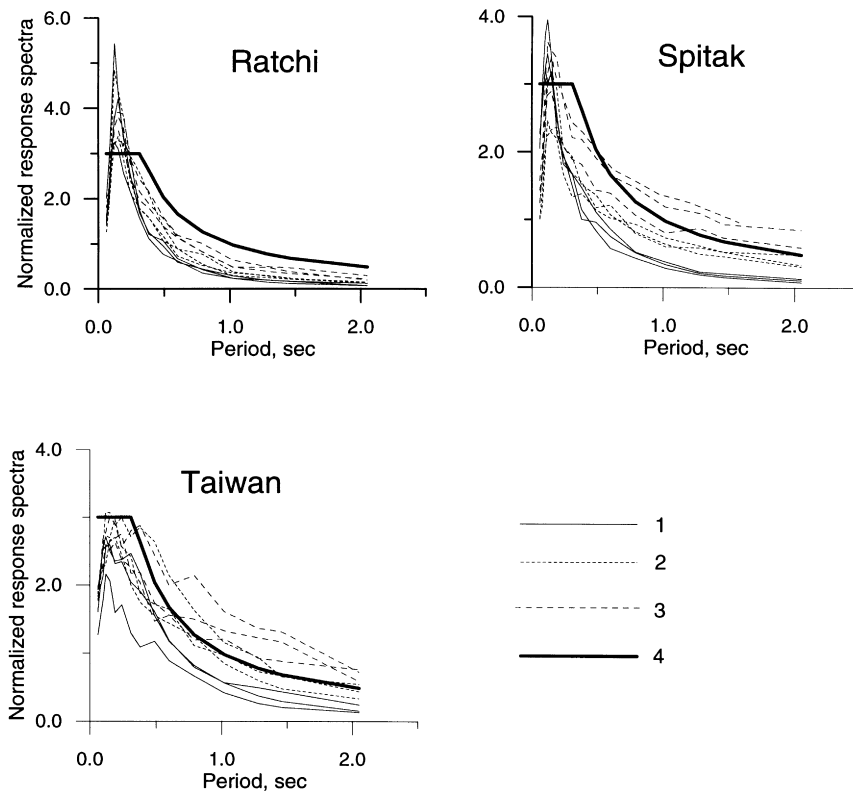 Ratchi
Normalized response spectra
6.0
4.0
2.0
0.0
0.0 1.0 2.0
Period, sec
Spitak
Normalized response spectra
4.0
2.0
0.0
0.0 1.0 2.0
Period, sec
Taiwan
Normalized response spectra
4.0
2.0
0.0
0.0 1.0 2.0
Period, sec
1
2
3
4